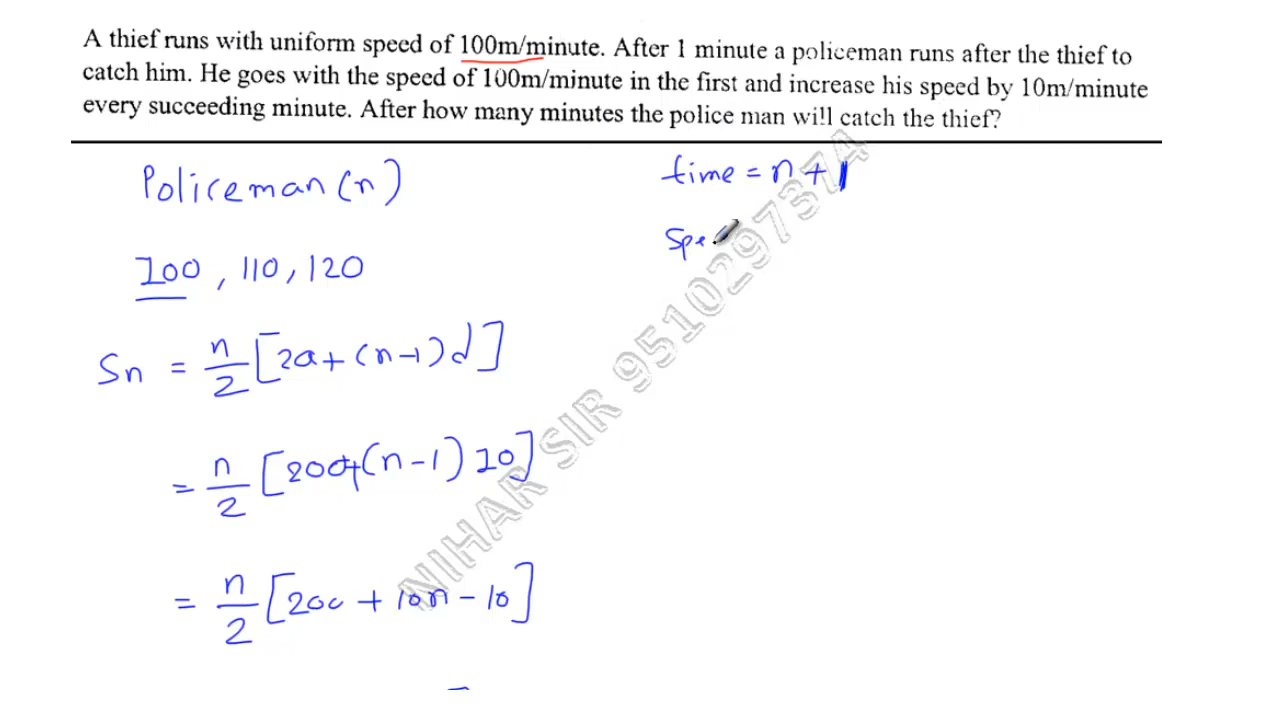 A thief runs with uniform speed of 100m/minute. After 1 minute a policeman runs after the thief to
catch him. He goes with the speed of 100m/minute in the first and increase his speed by 10m/minute
every succeeding minute. After how many minutes the police man will catch the thief?
Policeman (n)
100, 110, 120
Sn = n/2 [2a + (n-1)d]
= n/2 [200+(n-1)10]
= n/2 [200 + 10n - 10]
time = n + 1
Spe
NIHAR SIR 9510297374